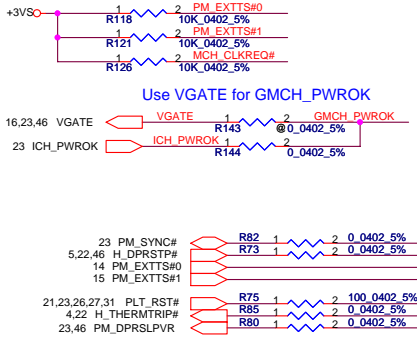 +3VS
1 2 PM_EXTTS#0
R118 10K_0402_5%
1 2 PM_EXTTS#1
R121 10K_0402_5%
1 2 MCH_CLKREQ#
R126 10K_0402_5%
Use VGATE for GMCH_PWROK
16,23,46 VGATE VGATE 1 2 GMCH_PWROK
R143 @0_0402_5%
23 ICH_PWROK ICH_PWROK 1 2
R144 0_0402_5%
23 PM_SYNC# R82 1 2 0_0402_5%
5,22,46 H_DPRSTP# R73 1 2 0_0402_5%
14 PM_EXTTS#0
15 PM_EXTTS#1
21,23,26,27,31 PLT_RST# R75 1 2 100_0402_5%
4,22 H_THERMTRIP# R85 1 2 0_0402_5%
23,46 PM_DPRSLPVR R80 1 2 0_0402_5%